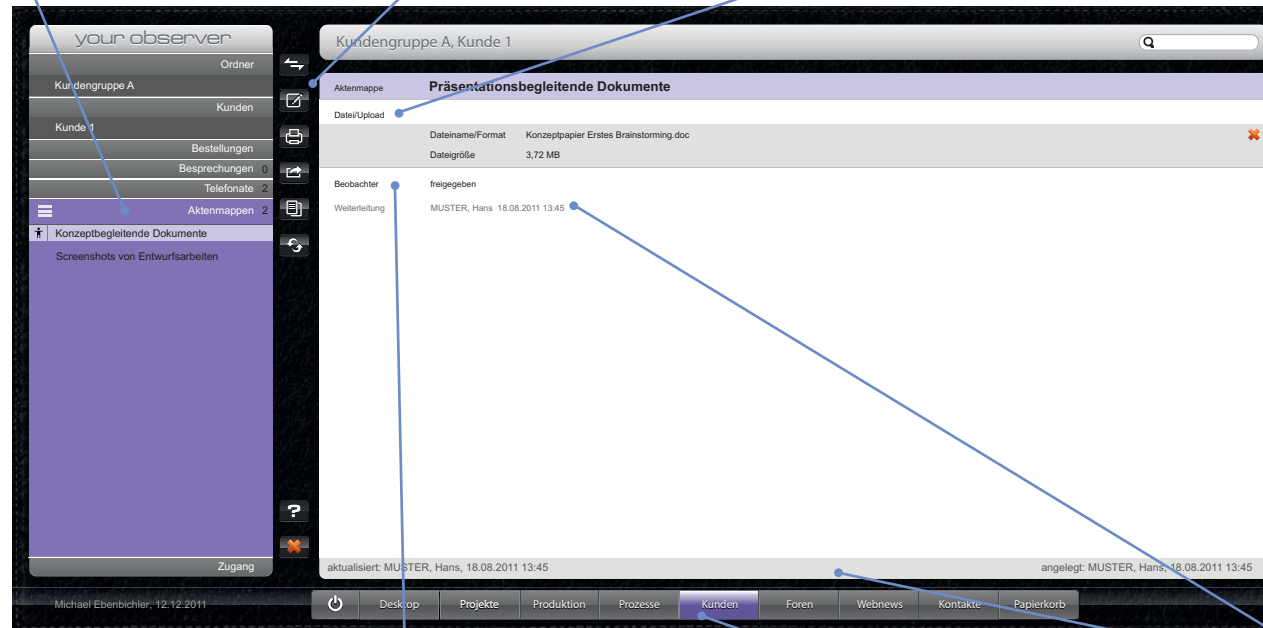 your observer
Ordner
Kundengruppe A
Kunden
Kunde 1
Bestellungen
Besprechungen 0
Telefonate 2
Aktenmappen 2
Konzeptbegleitende Dokumente
Screenshots von Entwurfsarbeiten
Zugang
Michael Ebenbichler, 12.12.2011
?
Kundengruppe A, Kunde 1
Aktenmappe Präsentationsbegleitende Dokumente
Datei/Upload
Dateiname/Format Konzeptpapier Erstes Brainstorming.doc
Dateigröße 3,72 MB
Beobachter freigegeben
Weiterleitung MUSTER, Hans 18.08.2011 13:45
aktualisiert: MUSTER, Hans, 18.08.2011 13:45 angelegt: MUSTER, Hans, 18.08.2011 13:45
Desktop Projekte Produktion Prozesse Kunden Foren Webnews Kontakte Papierkorb